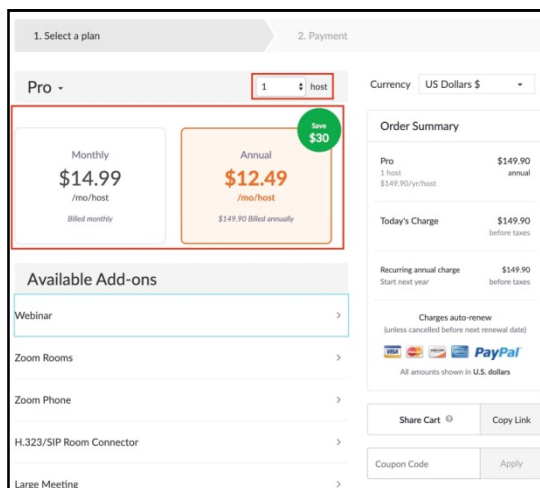 1. Select a plan
2. Payment
Pro
1 host
Save
$30
Monthly
$14.99
/mo/host
Billed monthly
Annual
$12.49
/mo/host
$149.90 Billed annually
Available Add-ons
Webinar
Zoom Rooms
Zoom Phone
H.323/SIP Room Connector
Large Meeting
Currency US Dollars $
Order Summary
Pro $149.90
1 host annual
$149.90/yr/host
Today's Charge $149.90
before taxes
Recurring annual charge $149.90
Start next year before taxes
Charges auto-renew
(unless cancelled before next renewal date)
VISA PayPal
All amounts shown in U.S. dollars
Share Cart Copy Link
Coupon Code Apply